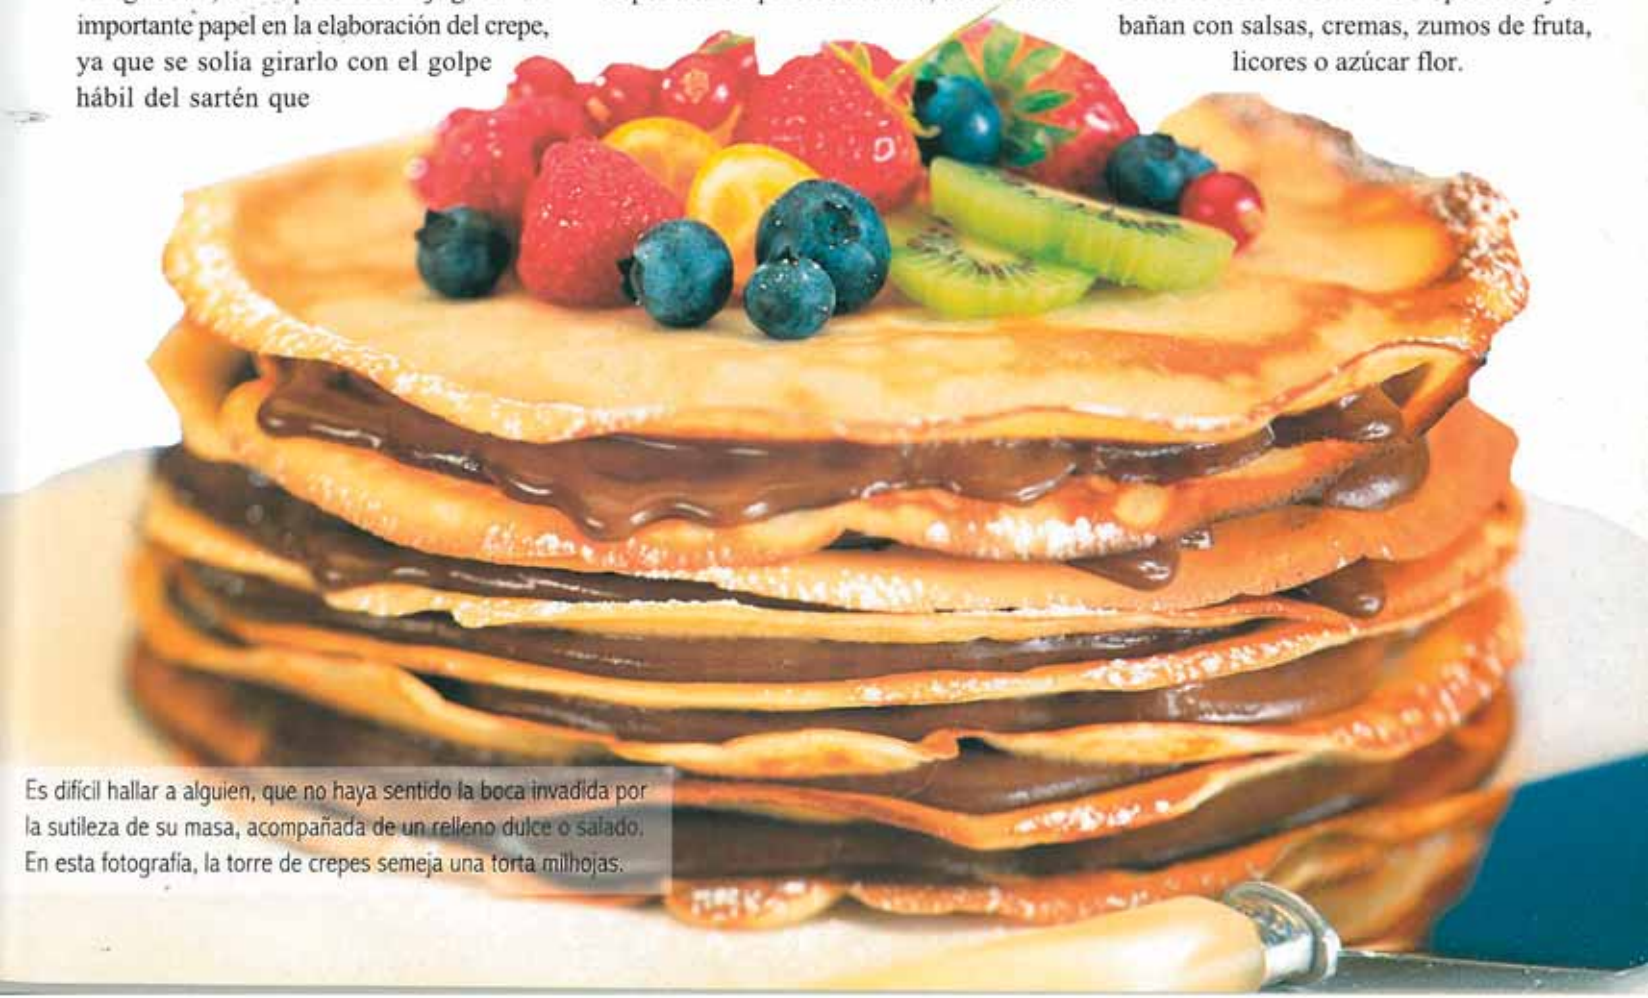 importante papel en la elaboración del crepe,
ya que se solía girarlo con el golpe
hábil del sartén que
bañan con salsas, cremas, zumos de fruta,
licores o azúcar flor.
Es difícil hallar a alguien, que no haya sentido la boca invadida por
la sutileza de su masa, acompañada de un relleno dulce o salado.
En esta fotografía, la torre de crepes semeja una torta milhojas.